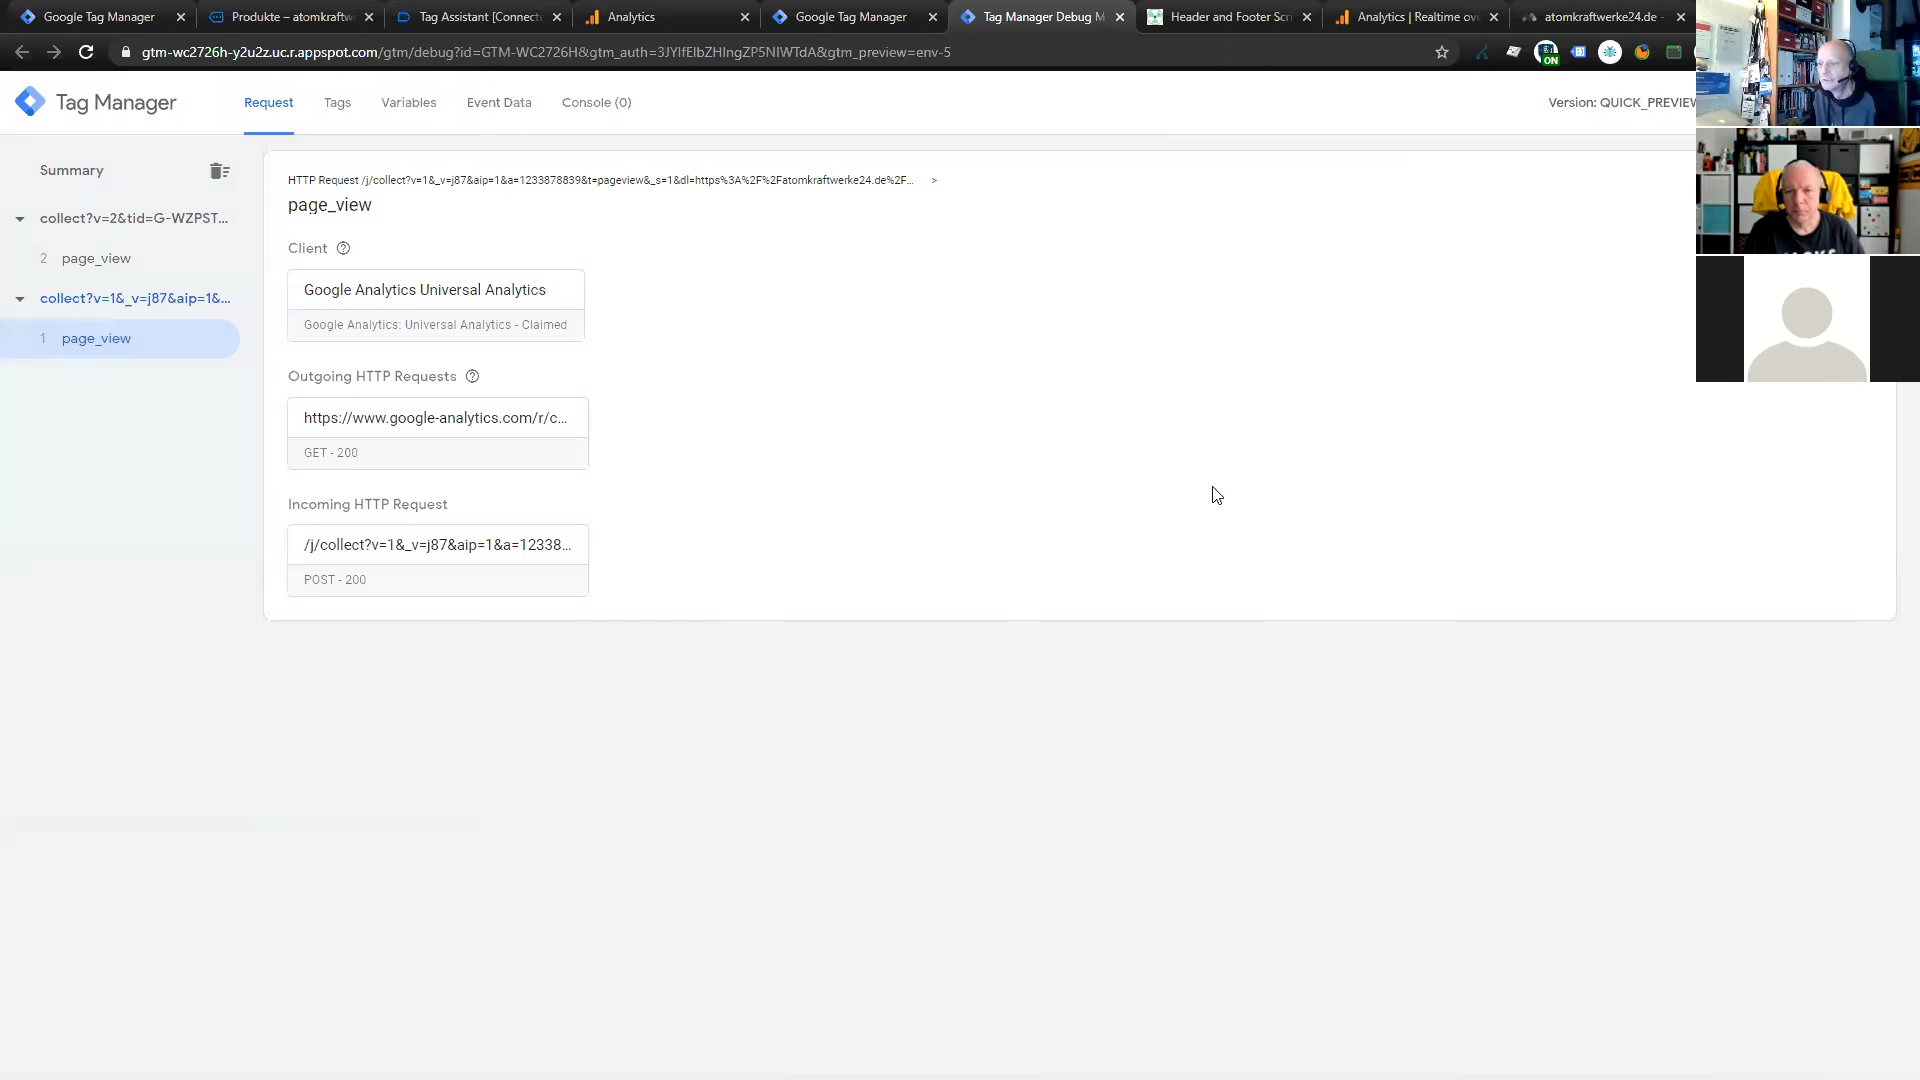 Google Tag Manager
Produkte – atomkraftw
Tag Assistant [Connecte
Analytics
Google Tag Manager
Tag Manager Debug M
Header and Footer Scri
Analytics | Realtime ov
atomkraftwerke24.de -
gtm-wc2726h-y2u2z.uc.r.appspot.com/gtm/debug?id=GTM-WC2726H&gtm_auth=3JYlfElbZHIngZP5NIWTdA&gtm_preview=env-5
ON
Tag Manager
Request
Tags
Variables
Event Data
Console (0)
Version: QUICK_PREVIEW
Summary
collect?v=2&tid=G-WZPST...
2 page_view
collect?v=1&_v=j87&aip=1&...
1 page_view
HTTP Request /j/collect?v=1&_v=j87&aip=1&a=1233878839&t=pageview&_s=1&dl=https%3A%2F%2Fatomkraftwerke24.de%2F... >
page_view
Client
Google Analytics Universal Analytics
Google Analytics: Universal Analytics - Claimed
Outgoing HTTP Requests
https://www.google-analytics.com/r/c...
GET - 200
Incoming HTTP Request
/j/collect?v=1&_v=j87&aip=1&a=12338...
POST - 200